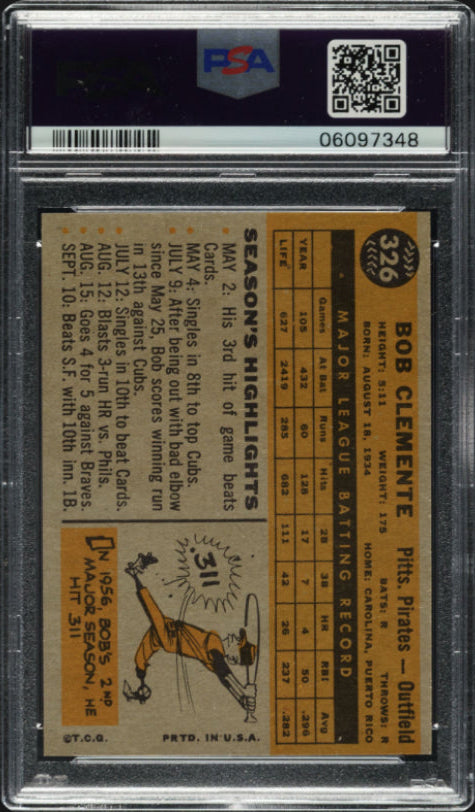 PSA
06097348
326
BOB CLEMENTE Pitts. Pirates — Outfield
HEIGHT: 5:11 WEIGHT: 175 BATS: R THROWS: R
BORN: AUGUST 18, 1934 HOME: CAROLINA, PUERTO RICO
MAJOR LEAGUE BATTING RECORD
Games At Bat Runs Hits 2B 3B HR RBI Avg
YEAR 105 432 60 128 17 7 4 50 .296
LIFE 627 2419 285 682 111 42 26 237 .282
SEASON'S HIGHLIGHTS
• MAY 2: His 3rd hit of game beats
Cards.
• MAY 4: Singles in 8th to top Cubs.
• JULY 9: After being out with bad elbow
since May 25, Bob scores winning run
in 13th against Cubs.
• JULY 12: Singles in 10th to beat Cards.
• AUG. 12: Blasts 3-run HR vs. Phils.
• AUG. 15: Goes 4 for 5 against Braves.
• SEPT. 10: Beats S.F. with 10th inn. 1B.
.311
IN 1956, BOB'S 2ND
MAJOR SEASON, HE
HIT .311
©T.C.G. PRTD. IN U.S.A.